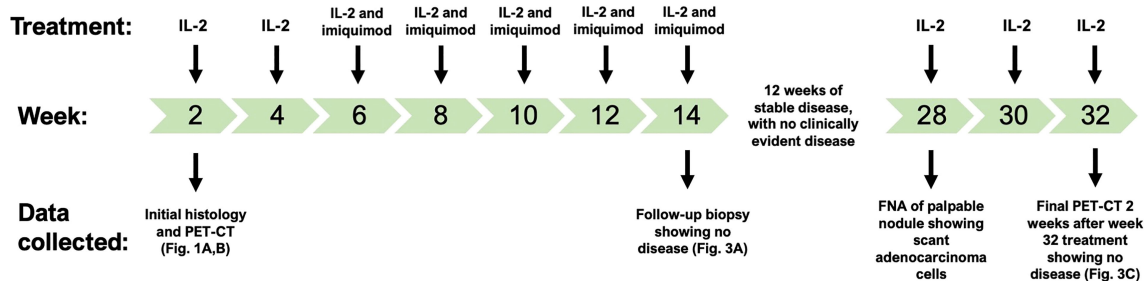 Treatment:
IL-2
IL-2
IL-2 and
imiquimod
IL-2 and
imiquimod
IL-2 and
imiquimod
IL-2 and
imiquimod
IL-2 and
imiquimod
IL-2
IL-2
IL-2
Week:
2
4
6
8
10
12
14
12 weeks of
stable disease,
with no clinically
evident disease
28
30
32
Data
collected:
Initial histology
and PET-CT
(Fig. 1A,B)
Follow-up biopsy
showing no
disease (Fig. 3A)
FNA of palpable
nodule showing
scant
adenocarcinoma
cells
Final PET-CT 2
weeks after week
32 treatment
showing no
disease (Fig. 3C)